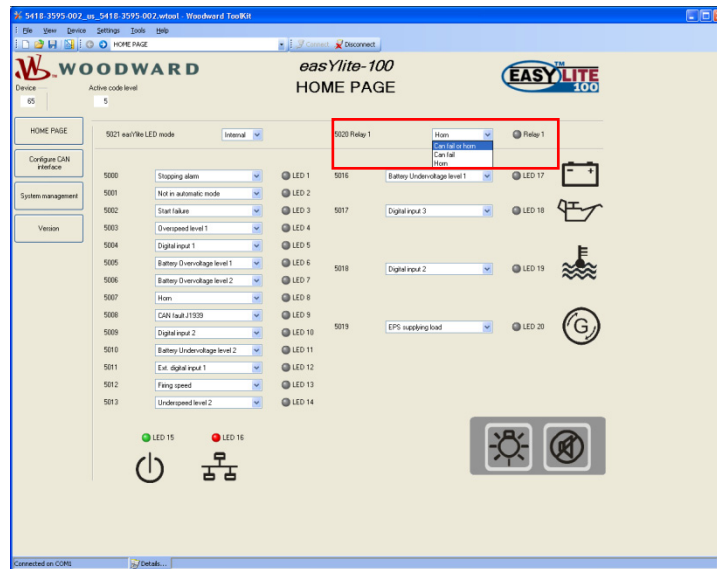 5418-3595-002_us_5418-3595-002.wtool - Woodward ToolKit
File View Device Settings Tools Help
HOME PAGE Connect Disconnect
WOODWARD
easYlite-100
HOME PAGE
EASYLITE
100
Device Active code level
65 5
HOME PAGE
Configure CAN
interface
System management
Version
5021 easYlite LED mode Internal
5020 Relay 1 Horn Relay 1
Can fail or horn
Can fail
Horn
5000 Stopping alarm LED 1
5001 Not in automatic mode LED 2
5002 Start failure LED 3
5003 Overspeed level 1 LED 4
5004 Digital input 1 LED 5
5005 Battery Overvoltage level 1 LED 6
5006 Battery Overvoltage level 2 LED 7
5007 Horn LED 8
5008 CAN fault J1939 LED 9
5009 Digital input 2 LED 10
5010 Battery Undervoltage level 2 LED 11
5011 Ext. digital input 1 LED 12
5012 Firing speed LED 13
5013 Underspeed level 2 LED 14
5016 Battery Undervoltage level 1 LED 17
5017 Digital input 3 LED 18
5018 Digital input 2 LED 19
5019 EPS supplying load LED 20
G
LED 15 LED 16
Connected on COM1 Details...